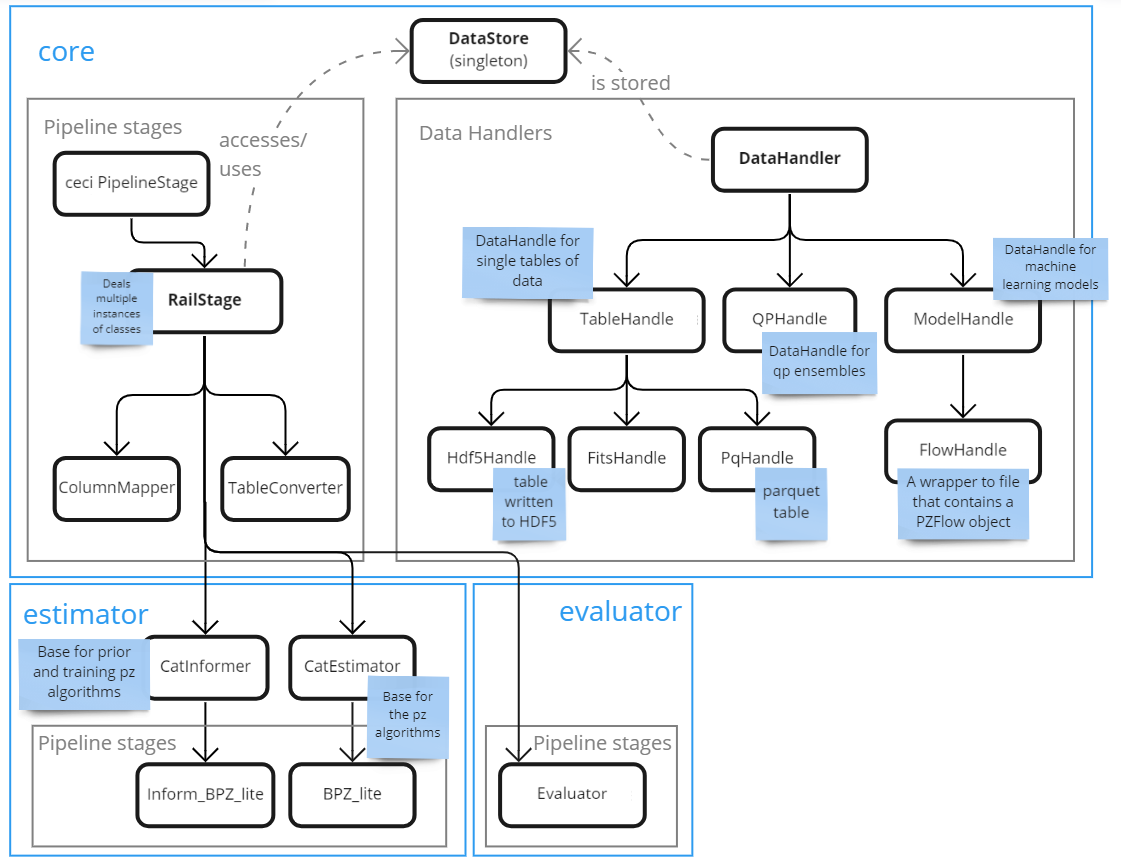 core
DataStore
(singleton)
is stored
Pipeline stages
accesses/
uses
ceci PipelineStage
RailStage
Deals
multiple
instances
of classes
ColumnMapper
TableConverter
Data Handlers
DataHandler
DataHandle for
single tables of
data
TableHandle
QPHandle
DataHandle for
qp ensembles
DataHandle for
machine
learning models
ModelHandle
Hdf5Handle
table
written
to HDF5
FitsHandle
PqHandle
parquet
table
FlowHandle
A wrapper to file
that contains a
PZFlow object
estimator
Base for prior
and training pz
algorithms
CatInformer
CatEstimator
Base for
the pz
algorithms
Pipeline stages
Inform_BPZ_lite
BPZ_lite
evaluator
Pipeline stages
Evaluator